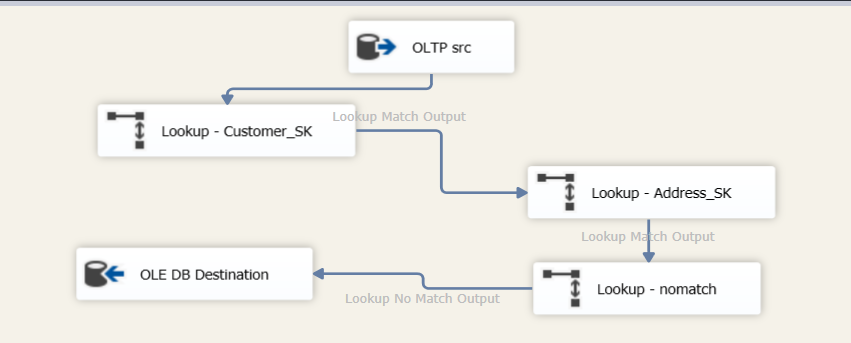 OLTP src
Lookup Match Output
Lookup - Customer_SK
Lookup - Address_SK
Lookup Match Output
OLE DB Destination
Lookup - nomatch
Lookup No Match Output